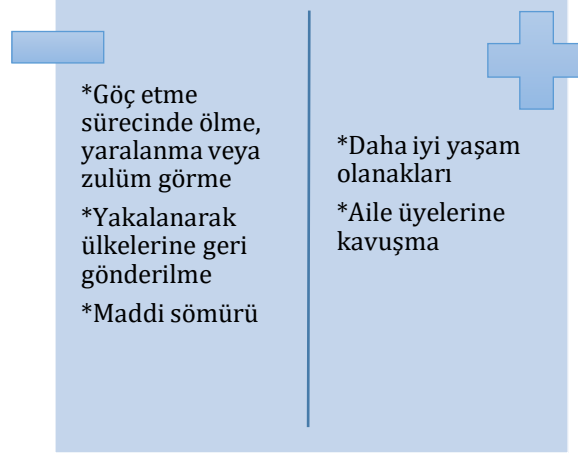 *Göç etme
sürecinde ölme,
yaralanma veya
zulüm görme
*Yakalanarak
ülkelerine geri
gönderilme
*Maddi sömürü
*Daha iyi yaşam
olanakları
*Aile üyelerine
kavuşma